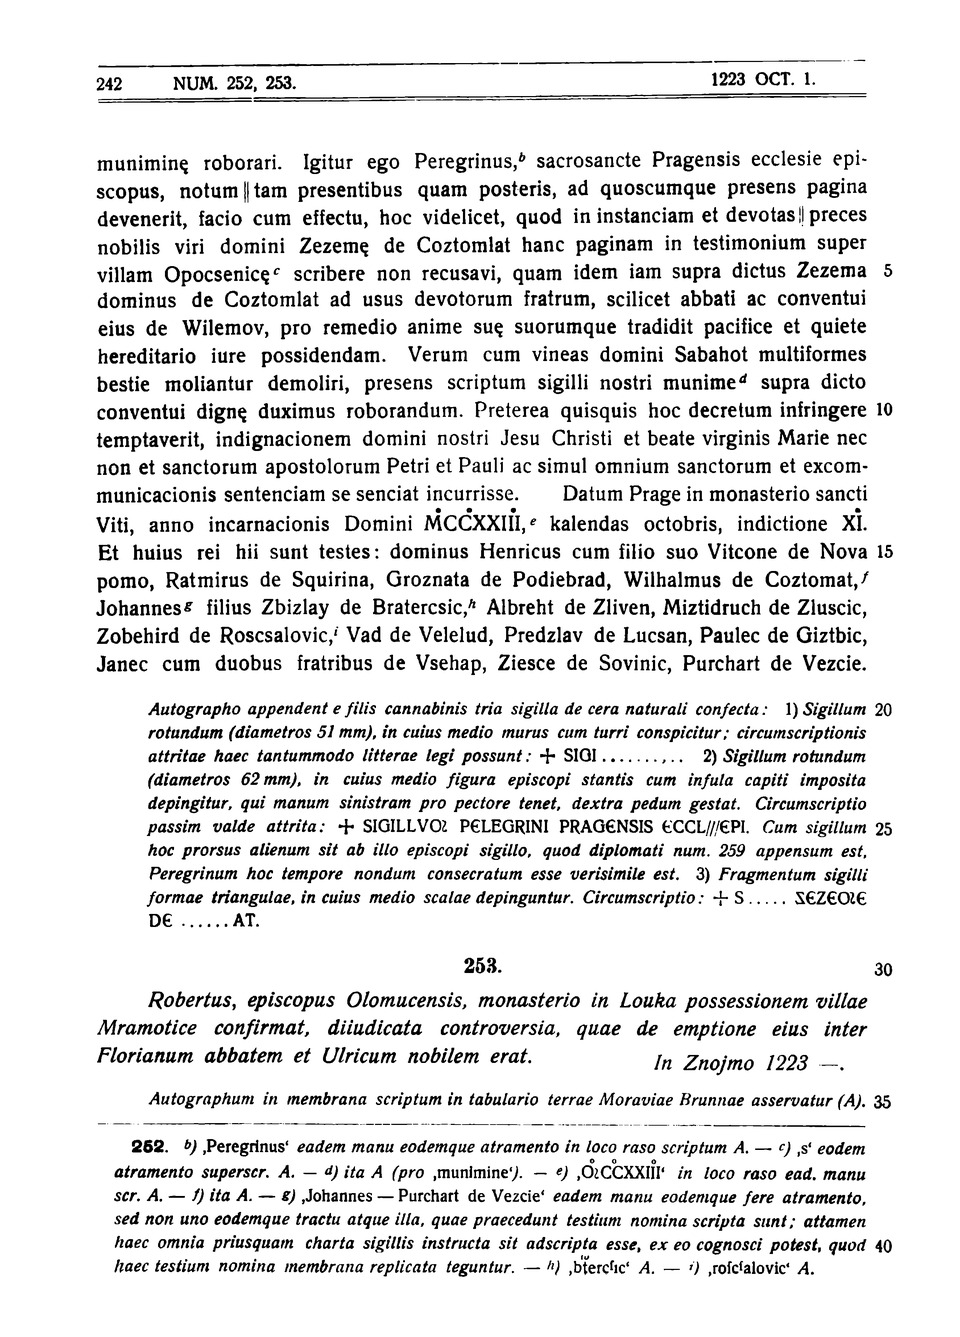 242 NUM. 252, 253. 1223 OCT. 1.
muniminę roborari. Igitur ego Peregrinus,ᵇ sacrosancte Pragensis ecclesie epi-
scopus, notum || tam presentibus quam posteris, ad quoscumque presens pagina
devenerit, facio cum effectu, hoc videlicet, quod in instanciam et devotas || preces
nobilis viri domini Zezemę de Coztomlat hanc paginam in testimonium super
villam Opocsenicę ᶜ scribere non recusavi, quam idem iam supra dictus Zezema 5
dominus de Coztomlat ad usus devotorum fratrum, scilicet abbati ac conventui
eius de Wilemov, pro remedio anime suę suorumque tradidit pacifice et quiete
hereditario iure possidendam. Verum cum vineas domini Sabahot multiformes
bestie moliantur demoliri, presens scriptum sigilli nostri munimeᵈ supra dicto
conventui dignę duximus roborandum. Preterea quisquis hoc decretum infringere 10
temptaverit, indignacionem domini nostri Jesu Christi et beate virginis Marie nec
non et sanctorum apostolorum Petri et Pauli ac simul omnium sanctorum et excom-
municacionis sentenciam se senciat incurrisse. Datum Prage in monasterio sancti
Viti, anno incarnacionis Domini ṀCĊXXIİI,ᵉ kalendas octobris, indictione Xİ.
Et huius rei hii sunt testes: dominus Henricus cum filio suo Vitcone de Nova 15
pomo, Ratmirus de Squirina, Groznata de Podiebrad, Wilhalmus de Coztomat,ᶠ
Johannesᵍ filius Zbizlay de Bratercsic,ʰ Albreht de Zliven, Miztidruch de Zluscic,
Zobehird de Roscsalovic,ⁱ Vad de Velelud, Predzlav de Lucsan, Paulec de Giztbic,
Janec cum duobus fratribus de Vsehap, Ziesce de Sovinic, Purchart de Vezcie.
Autographo appendent e filis cannabinis tria sigilla de cera naturali confecta: 1) Sigillum 20
rotundum (diametros 51 mm), in cuius medio murus cum turri conspicitur; circumscriptionis
attritae haec tantummodo litterae legi possunt: + SIGI . . . . . . . , . . 2) Sigillum rotundum
(diametros 62 mm), in cuius medio figura episcopi stantis cum infula capiti imposita
depingitur, qui manum sinistram pro pectore tenet, dextra pedum gestat. Circumscriptio
passim valde attrita: + SIGILLVOꝛ PЄLEGRINI PRAGЄNSIS ЄCCL///ЄPI. Cum sigillum 25
hoc prorsus alienum sit ab illo episcopi sigillo, quod diplomati num. 259 appensum est,
Peregrinum hoc tempore nondum consecratum esse verisimile est. 3) Fragmentum sigilli
formae triangulae, in cuius medio scalae depinguntur. Circumscriptio: + S . . . . . ƸЄZЄOꝛЄ
DЄ . . . . . . AT.
253.
30
Robertus, episcopus Olomucensis, monasterio in Louka possessionem villae
Mramotice confirmat, diiudicata controversia, quae de emptione eius inter
Florianum abbatem et Ulricum nobilem erat. In Znojmo 1223 —.
Autographum in membrana scriptum in tabulario terrae Moraviae Brunnae asservatur (A). 35
252. b) ‚Peregrinus‘ eadem manu eodemque atramento in loco raso scriptum A. — c) ‚s‘ eodem
atramento superscr. A. — d) ita A (pro ‚munimine‘). — e) ‚O̊ꝛCCXXI̊II‘ in loco raso ead. manu
scr. A. — f) ita A. — g) ‚Johannes — Purchart de Vezcie‘ eadem manu eodemque fere atramento,
sed non uno eodemque tractu atque illa, quae praecedunt testium nomina scripta sunt; attamen
haec omnia priusquam charta sigillis instructa sit adscripta esse, ex eo cognosci potest, quod 40
haec testium nomina membrana replicata teguntur. — h) ‚btercſic‘ A. — i) ‚roſcſalovic‘ A.